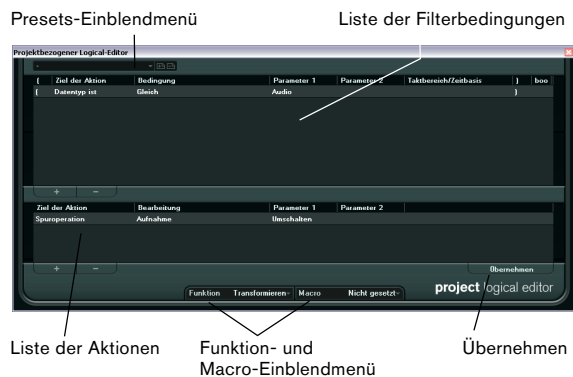 Presets-Einblendmenü Liste der Filterbedingungen
Projektbezogener Logical-Editor
( Ziel der Aktion Bedingung Parameter 1 Parameter 2 Taktbereich/Zeitbasis ) boo
( Datentyp ist Gleich Audio )
+ −
Ziel der Aktion Bearbeitung Parameter 1 Parameter 2
Spuroperation Aufnahme Umschalten
+ − Übernehmen
Funktion Transformieren Macro Nicht gesetzt project logical editor
Liste der Aktionen Funktion- und Übernehmen
Macro-Einblendmenü